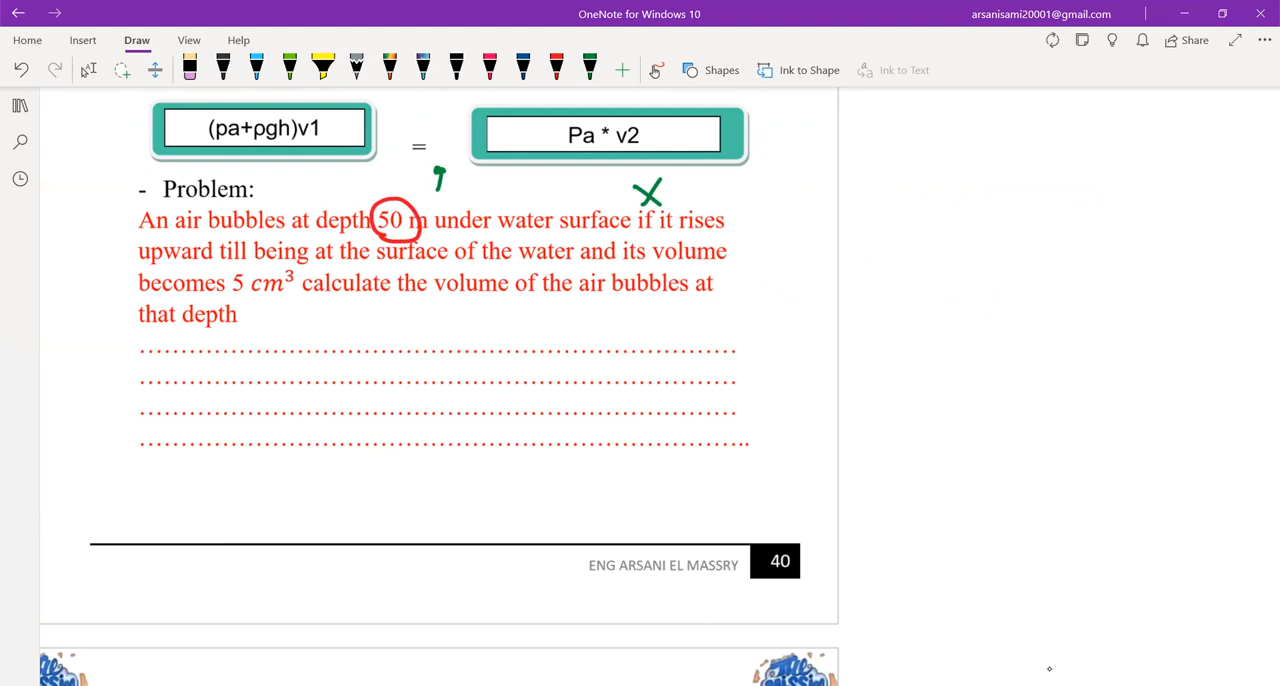 OneNote for Windows 10
arsanisami20001@gmail.com
Home Insert Draw View Help
Share
Shapes
Ink to Shape
Ink to Text
(pa+ρgh)v1 = Pa * v2
- Problem:
An air bubbles at depth 50 m under water surface if it rises
upward till being at the surface of the water and its volume
becomes 5 cm³ calculate the volume of the air bubbles at
that depth
ENG ARSANI EL MASSRY 40